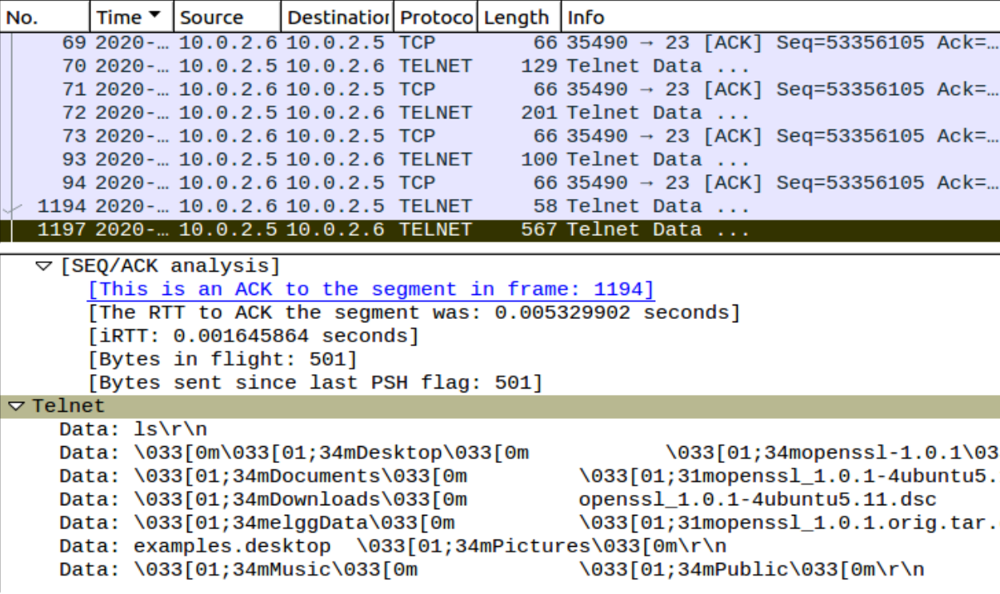 No. Time Source Destination Protoco Length Info
69 2020-… 10.0.2.6 10.0.2.5 TCP 66 35490 → 23 [ACK] Seq=53356105 Ack=…
70 2020-… 10.0.2.5 10.0.2.6 TELNET 129 Telnet Data ...
71 2020-… 10.0.2.6 10.0.2.5 TCP 66 35490 → 23 [ACK] Seq=53356105 Ack=…
72 2020-… 10.0.2.5 10.0.2.6 TELNET 201 Telnet Data ...
73 2020-… 10.0.2.6 10.0.2.5 TCP 66 35490 → 23 [ACK] Seq=53356105 Ack=…
93 2020-… 10.0.2.5 10.0.2.6 TELNET 100 Telnet Data ...
94 2020-… 10.0.2.6 10.0.2.5 TCP 66 35490 → 23 [ACK] Seq=53356105 Ack=…
1194 2020-… 10.0.2.6 10.0.2.5 TELNET 58 Telnet Data ...
1197 2020-… 10.0.2.5 10.0.2.6 TELNET 567 Telnet Data ...
[SEQ/ACK analysis]
[This is an ACK to the segment in frame: 1194]
[The RTT to ACK the segment was: 0.005329902 seconds]
[iRTT: 0.001645864 seconds]
[Bytes in flight: 501]
[Bytes sent since last PSH flag: 501]
Telnet
Data: ls\r\n
Data: \033[0m\033[01;34mDesktop\033[0m \033[01;34mopenssl-1.0.1\03
Data: \033[01;34mDocuments\033[0m \033[01;31mopenssl_1.0.1-4ubuntu5.
Data: \033[01;34mDownloads\033[0m openssl_1.0.1-4ubuntu5.11.dsc
Data: \033[01;34melggData\033[0m \033[01;31mopenssl_1.0.1.orig.tar.
Data: examples.desktop \033[01;34mPictures\033[0m\r\n
Data: \033[01;34mMusic\033[0m \033[01;34mPublic\033[0m\r\n